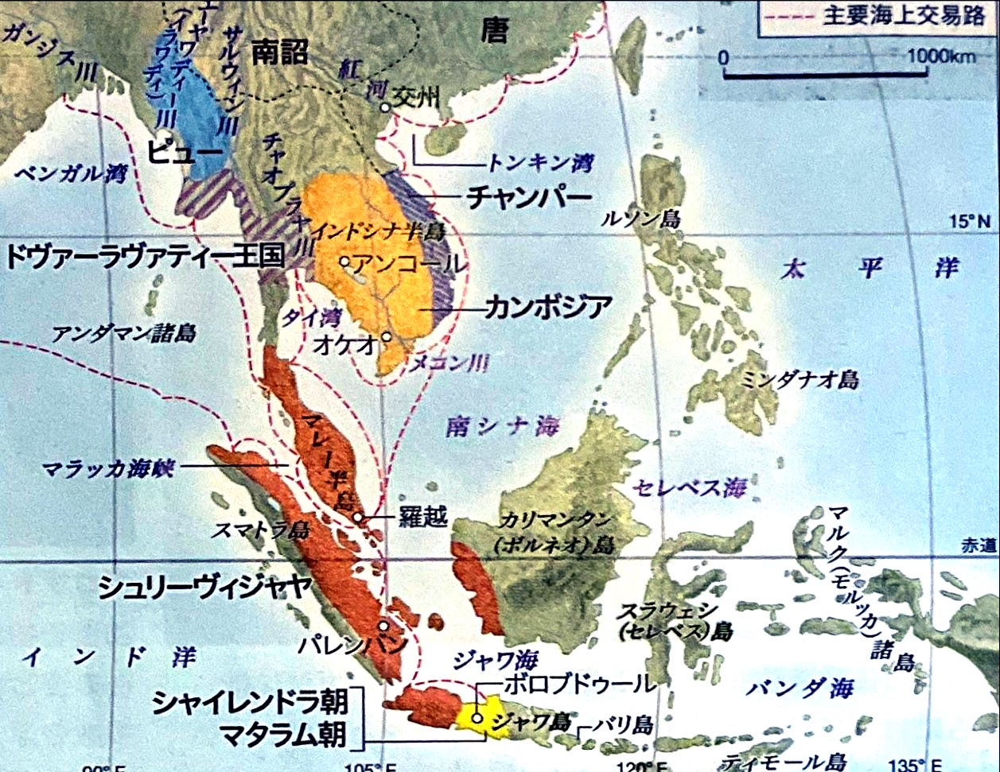 主要海上交易路
0 1000km
ガンジス川
エーヤワディー川
(イラワディ)
サルウィン川
南詔
唐
紅河
交州
ピュー
チャオプラヤ川
ベンガル湾
トンキン湾
チャンパー
ルソン島
15°N
インドシナ半島
ドヴァーラヴァティー王国
アンコール
太平洋
カンボジア
タイ湾
アンダマン諸島
オケオ
メコン川
ミンダナオ島
南シナ海
マレー半島
マラッカ海峡
セレベス海
羅越
スマトラ島
カリマンタン
(ボルネオ)島
マルク(モルッカ)諸島
赤道
シュリーヴィジャヤ
スラウェシ
(セレベス)島
パレンバン
インド洋
ジャワ海
ボロブドゥール
バンダ海
シャイレンドラ朝
マタラム朝
ジャワ島
バリ島
ティモール島
90°E
105°E
120°E
135°E